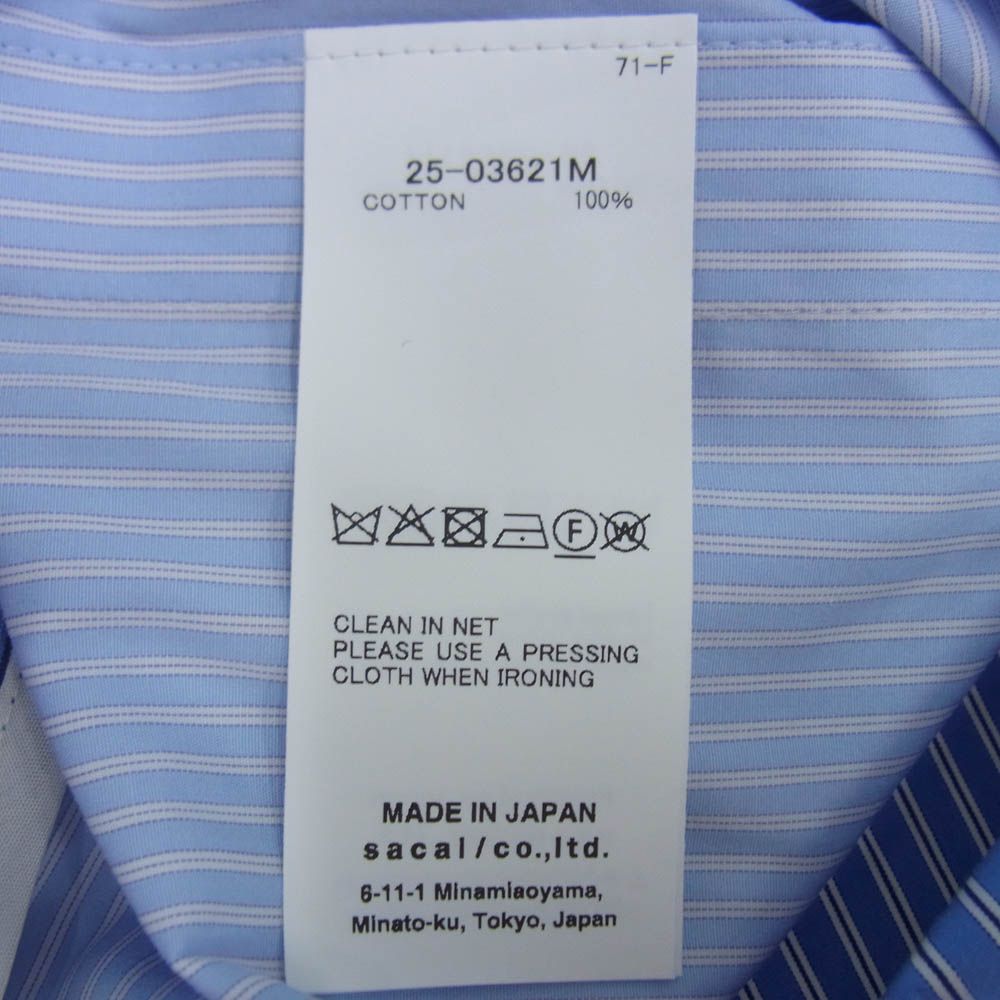 71-F
25-03621M
COTTON 100%
F W
CLEAN IN NET
PLEASE USE A PRESSING
CLOTH WHEN IRONING
MADE IN JAPAN
sacai/co.,ltd.
6-11-1 Minamiaoyama,
Minato-ku, Tokyo, Japan